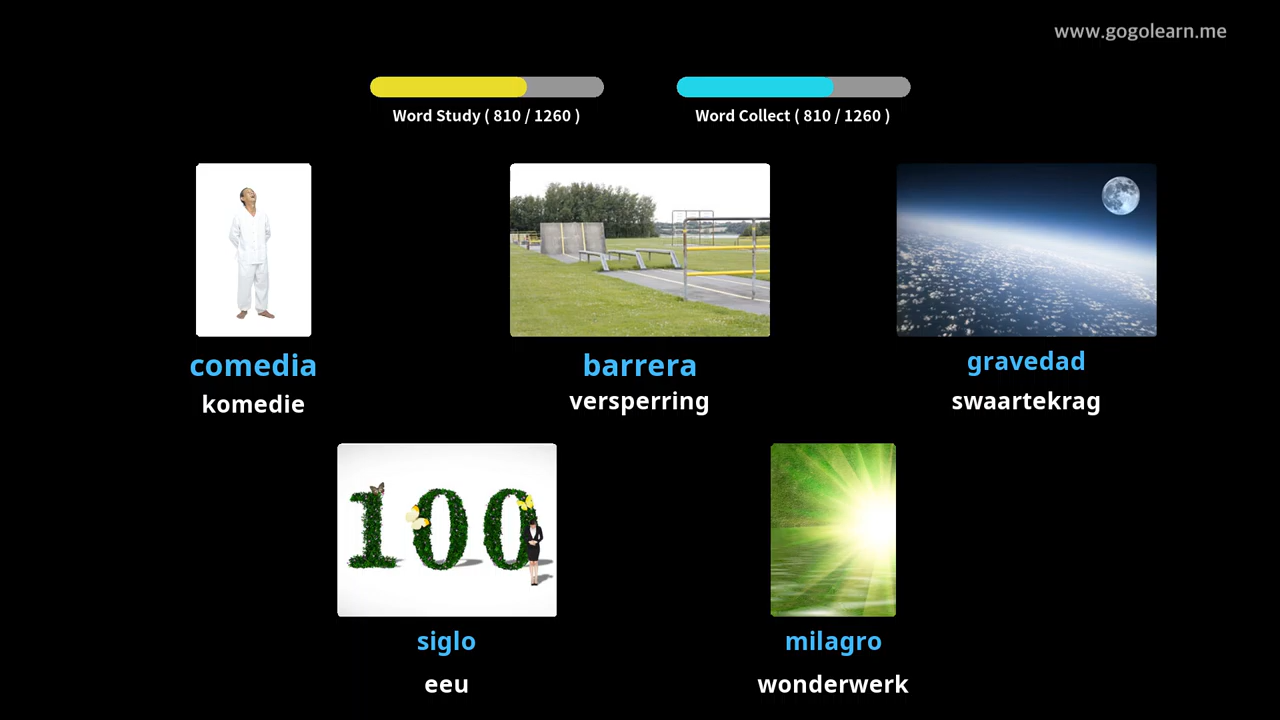 www.gogolearn.me
Word Study ( 810 / 1260 )
Word Collect ( 810 / 1260 )
comedia
komedie
barrera
versperring
gravedad
swaartekrag
100
siglo
eeu
milagro
wonderwerk